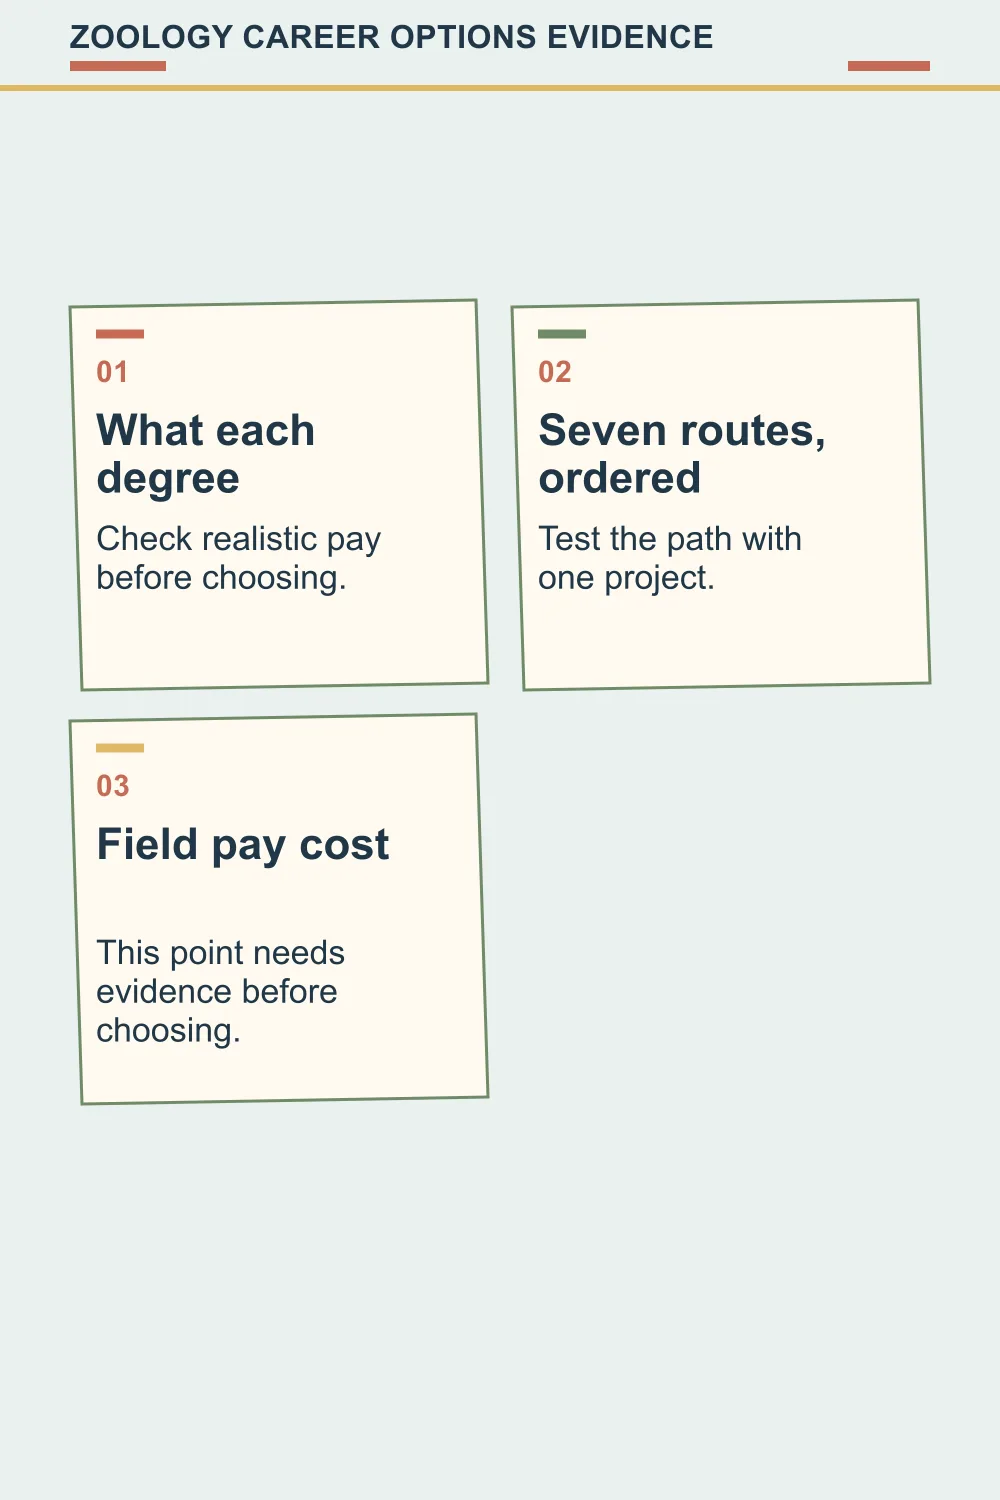 ZOOLOGY CAREER OPTIONS EVIDENCE
01
What each
degree
Check realistic pay
before choosing.
02
Seven routes,
ordered
Test the path with
one project.
03
Field pay cost
This point needs
evidence before
choosing.